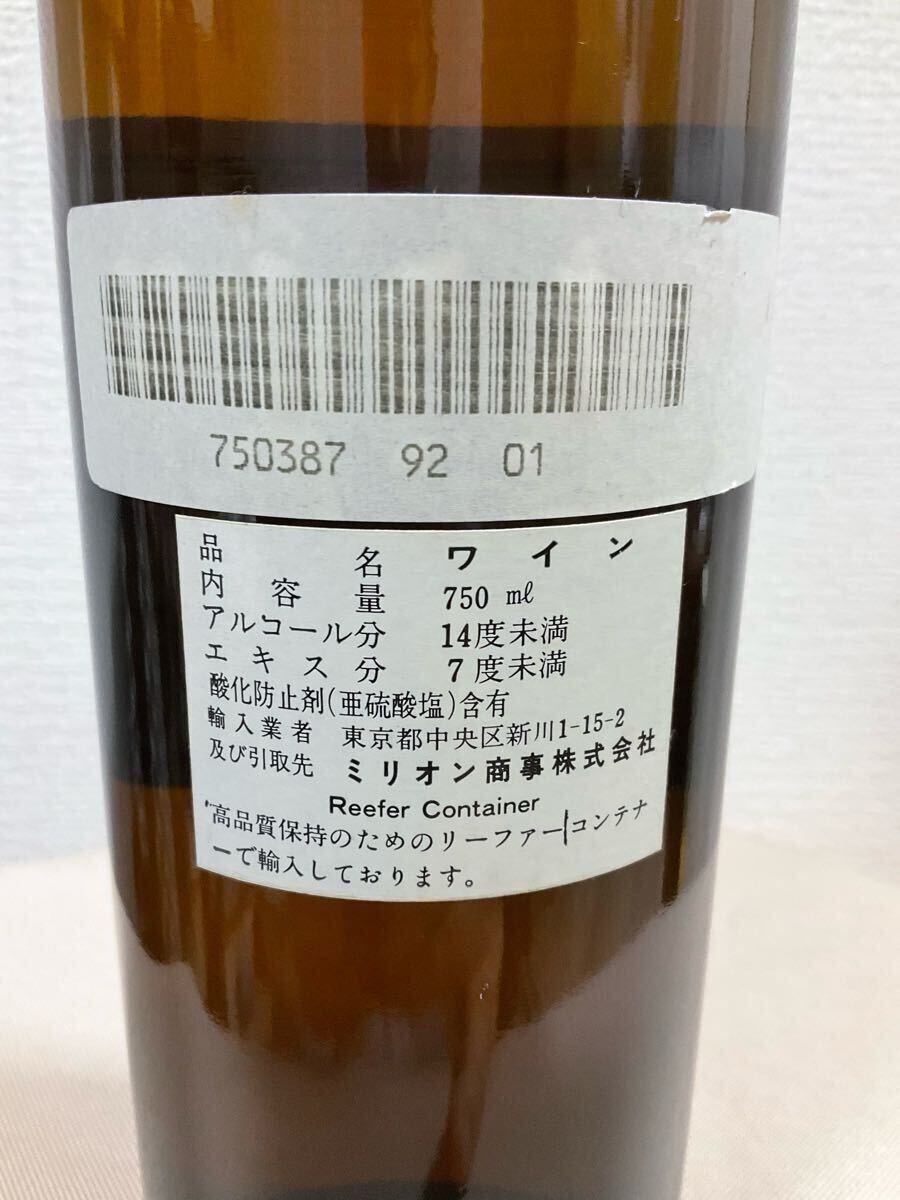 750387 92 01
品名 ワイン
内容量 750 ㎖
アルコール分 14度未満
エキス分 7度未満
酸化防止剤(亜硫酸塩)含有
輸入業者 東京都中央区新川1-15-2
及び引取先 ミリオン商事株式会社
Reefer Container
高品質保持のためのリーファーコンテナ
ーで輸入しております。